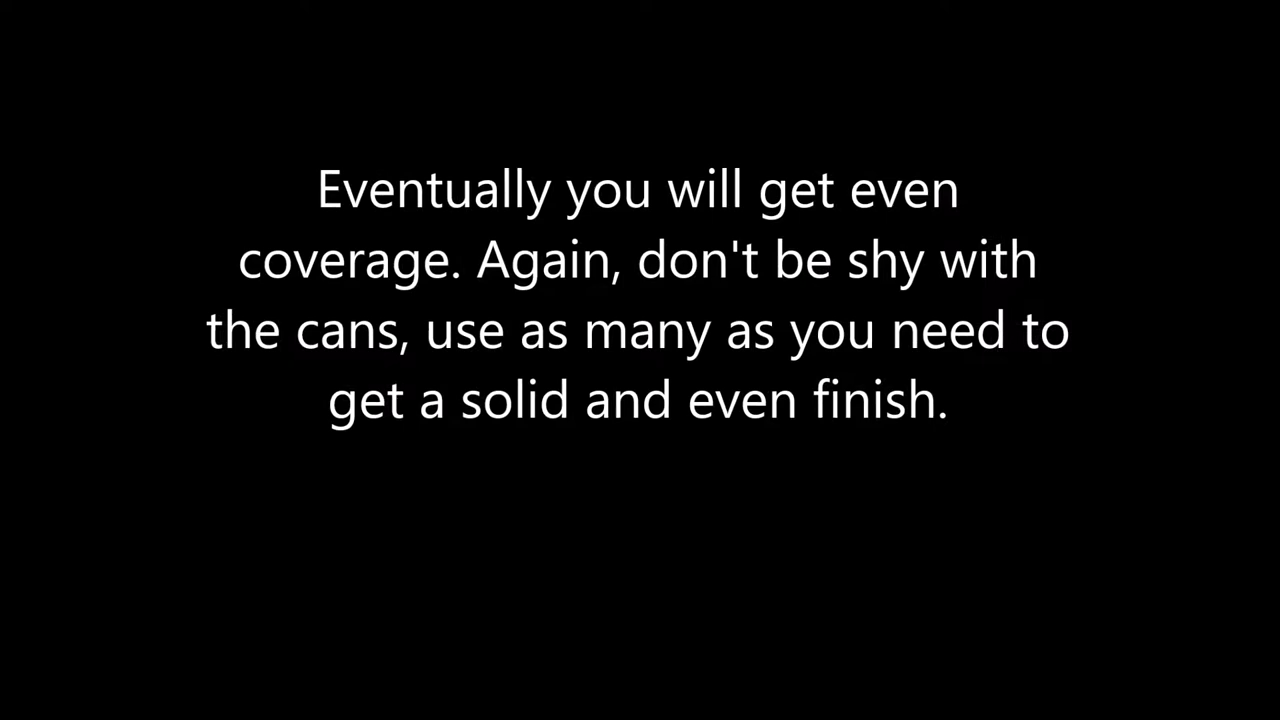 Eventually you will get even
coverage. Again, don't be shy with
the cans, use as many as you need to
get a solid and even finish.